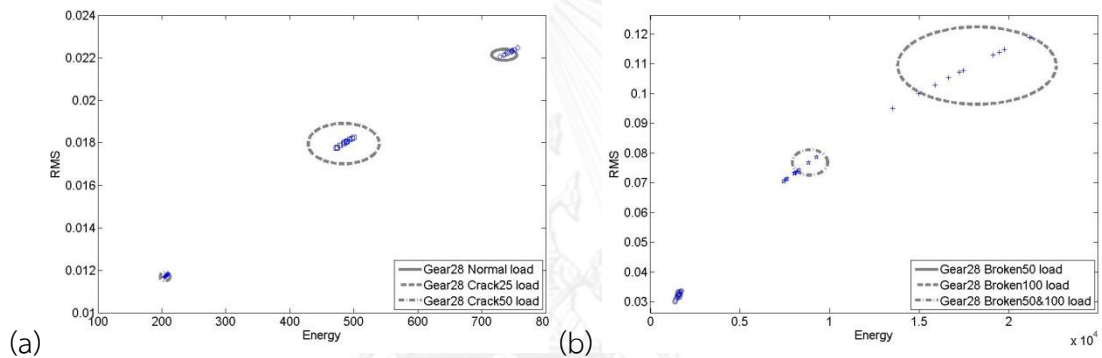 0.024
0.022
0.02
0.018
0.016
0.014
0.012
0.01
RMS
100
200
300
400
500
600
700
80
Energy
Gear28 Normal load
Gear28 Crack25 load
Gear28 Crack50 load
(a)
0.12
0.11
0.1
0.09
0.08
0.07
0.06
0.05
0.04
0.03
RMS
0
0.5
1
1.5
2
x 10⁴
Energy
Gear28 Broken50 load
Gear28 Broken100 load
Gear28 Broken50&100 load
(b)